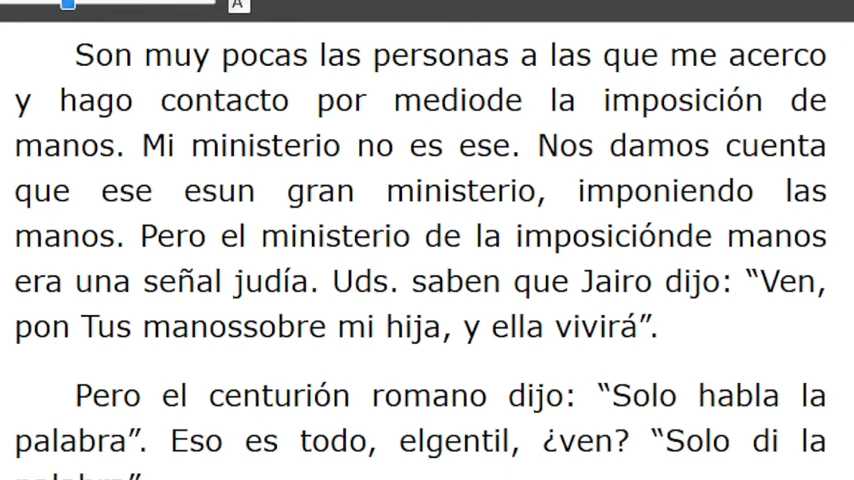 A
Son muy pocas las personas a las que me acerco
y hago contacto por mediode la imposición de
manos. Mi ministerio no es ese. Nos damos cuenta
que ese esun gran ministerio, imponiendo las
manos. Pero el ministerio de la imposiciónde manos
era una señal judía. Uds. saben que Jairo dijo: “Ven,
pon Tus manossobre mi hija, y ella vivirá”.
Pero el centurión romano dijo: “Solo habla la
palabra”. Eso es todo, elgentil, ¿ven? “Solo di la
palabra”